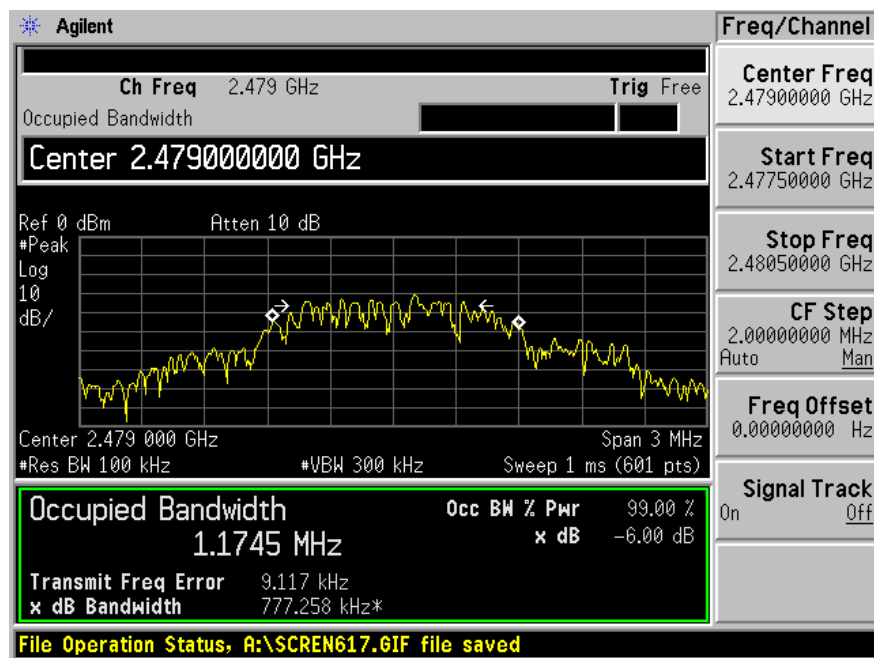 Agilent
Freq/Channel
Ch Freq 2.479 GHz Trig Free
Occupied Bandwidth
Center 2.479000000 GHz
Ref 0 dBm Atten 10 dB
#Peak
Log
10
dB/
Center 2.479 000 GHz Span 3 MHz
#Res BW 100 kHz #VBW 300 kHz Sweep 1 ms (601 pts)
Occupied Bandwidth Occ BW % Pwr 99.00 %
1.1745 MHz x dB -6.00 dB
Transmit Freq Error 9.117 kHz
x dB Bandwidth 777.258 kHz*
File Operation Status, A:\SCREN617.GIF file saved
Center Freq
2.47900000 GHz
Start Freq
2.47750000 GHz
Stop Freq
2.48050000 GHz
CF Step
2.00000000 MHz
Auto Man
Freq Offset
0.00000000 Hz
Signal Track
On Off